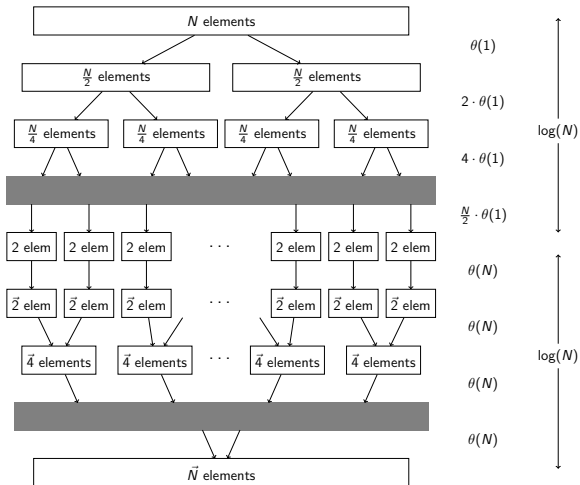 N elements
θ(1)
N/2 elements N/2 elements
2 · θ(1)
N/4 elements N/4 elements N/4 elements N/4 elements
log(N)
4 · θ(1)
N/2 · θ(1)
2 elem 2 elem 2 elem · · · 2 elem 2 elem 2 elem
θ(N)
2⃗ elem 2⃗ elem 2⃗ elem · · · 2⃗ elem 2⃗ elem 2⃗ elem
θ(N)
4⃗ elements 4⃗ elements · · · 4⃗ elements 4⃗ elements
log(N)
θ(N)
θ(N)
N⃗ elements